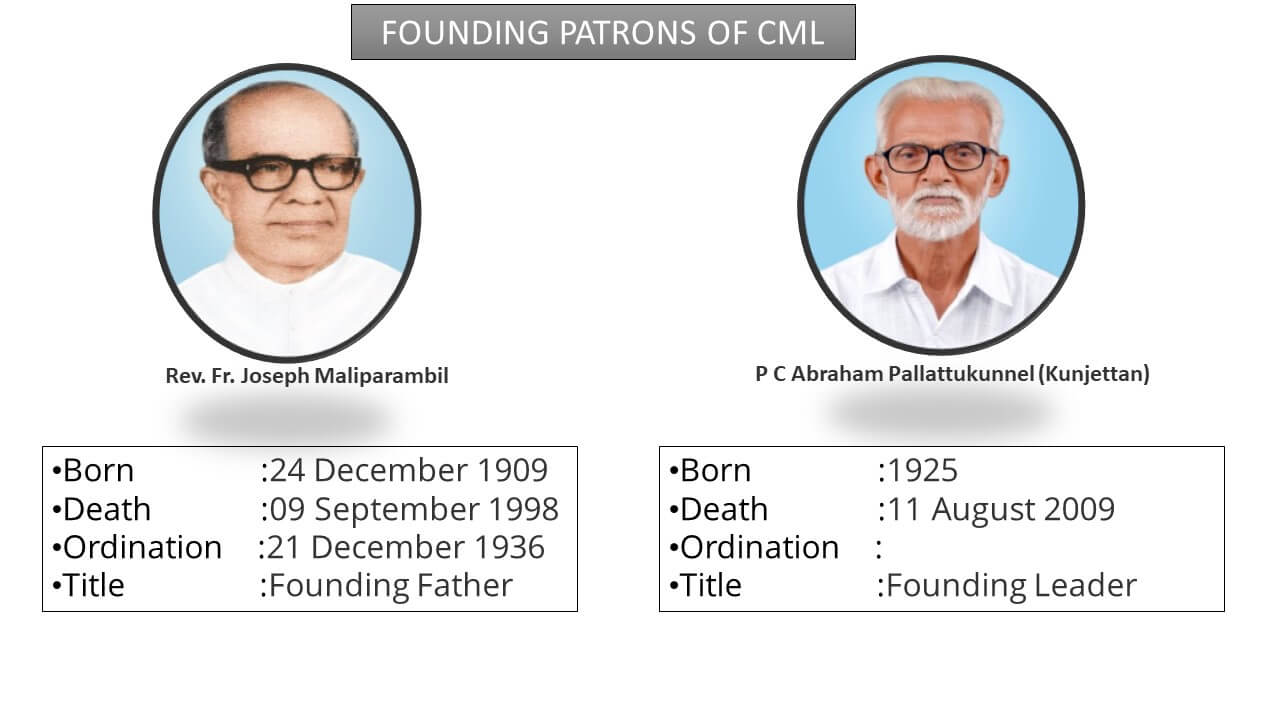 FOUNDING PATRONS OF CML
Rev. Fr. Joseph Maliparambil
•Born :24 December 1909
•Death :09 September 1998
•Ordination :21 December 1936
•Title :Founding Father
P C Abraham Pallattukunnel (Kunjettan)
•Born :1925
•Death :11 August 2009
•Ordination :
•Title :Founding Leader